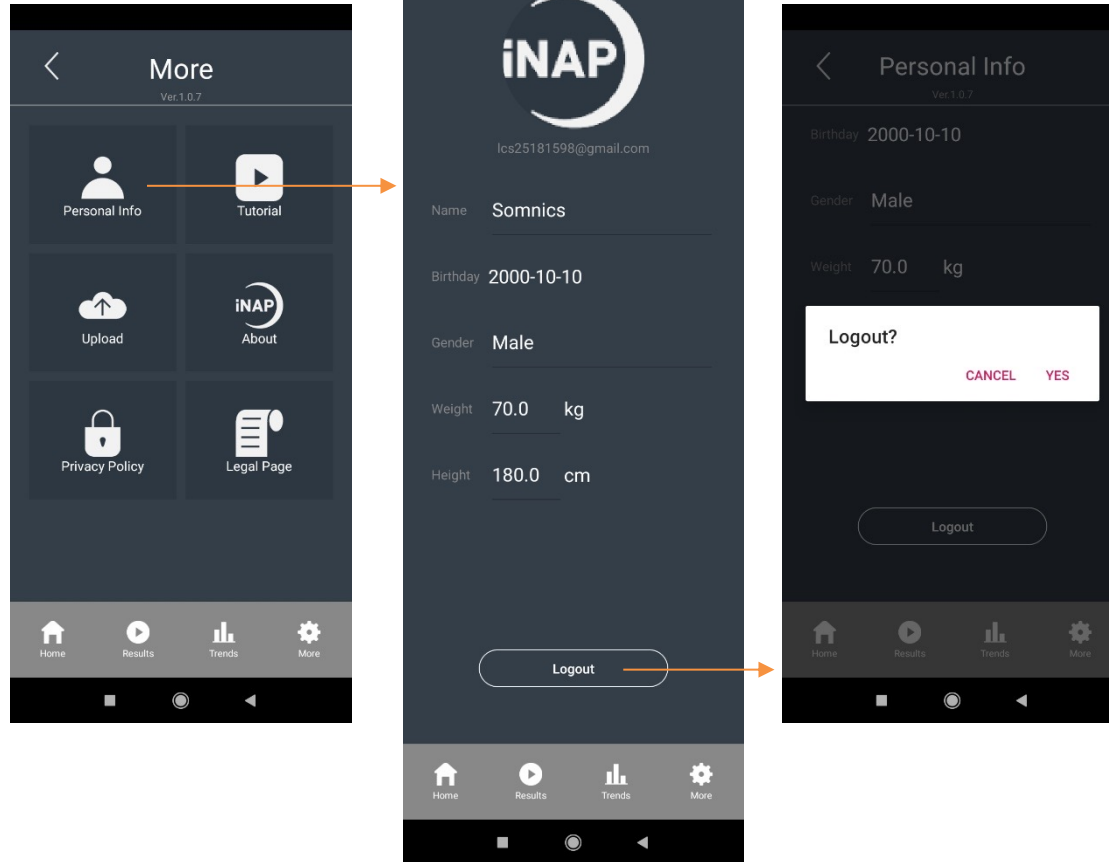 More
Ver.1.0.7
Personal Info
Tutorial
Upload
iNAP
About
Privacy Policy
Legal Page
Home
Results
Trends
More
iNAP
lcs25181598@gmail.com
Name Somnics
Birthday 2000-10-10
Gender Male
Weight 70.0 kg
Height 180.0 cm
Logout
Home
Results
Trends
More
Personal Info
Ver.1.0.7
Birthday 2000-10-10
Gender Male
Weight 70.0 kg
Logout?
CANCEL YES
Logout
Home
Results
Trends
More